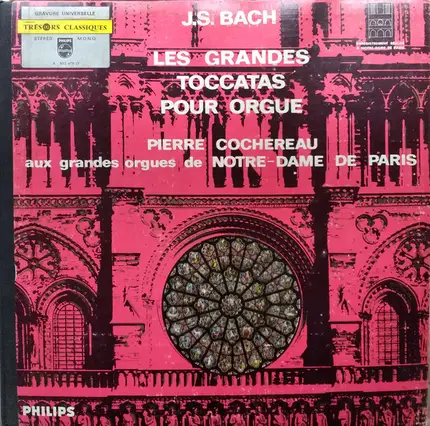 GRAVURE UNIVERSELLE
TRÉSORS CLASSIQUES
STEREO MONO
PHILIPS
J.S. BACH
LES GRANDES
TOCCATAS
POUR ORGUE
PIERRE COCHEREAU
aux grandes orgues de NOTRE-DAME DE PARIS
PHILIPS